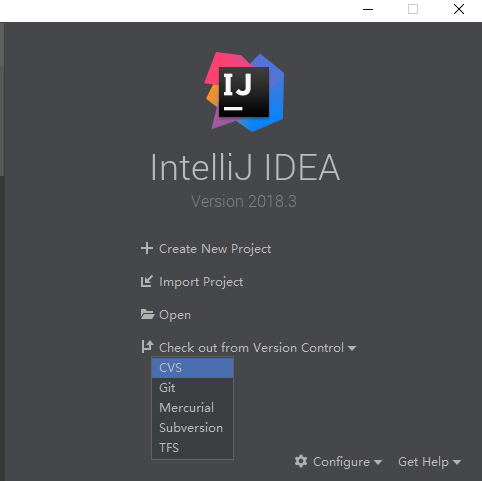 IJ
IntelliJ IDEA
Version 2018.3
Create New Project
Import Project
Open
Check out from Version Control
CVS
Git
Mercurial
Subversion
TFS
Configure Get Help